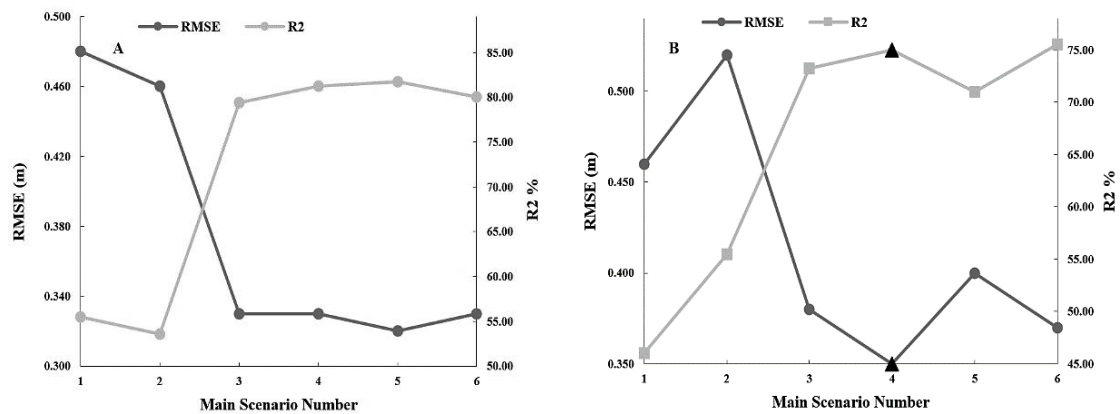 RMSE R2
A
0.500
0.460
0.420
0.380
0.340
0.300
RMSE (m)
85.00
80.00
75.00
70.00
65.00
60.00
55.00
50.00
R2 %
1 2 3 4 5 6
Main Scenario Number
RMSE R2
B
0.500
0.450
0.400
0.350
RMSE (m)
75.00
70.00
65.00
60.00
55.00
50.00
45.00
R2 %
1 2 3 4 5 6
Main Scenario Number